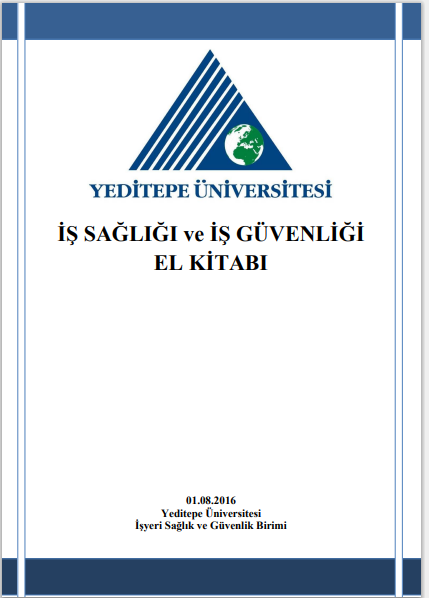 YEDİTEPE ÜNİVERSİTESİ
İŞ SAĞLIĞI ve İŞ GÜVENLİĞİ
EL KİTABI
01.08.2016
Yeditepe Üniversitesi
İşyeri Sağlık ve Güvenlik Birimi